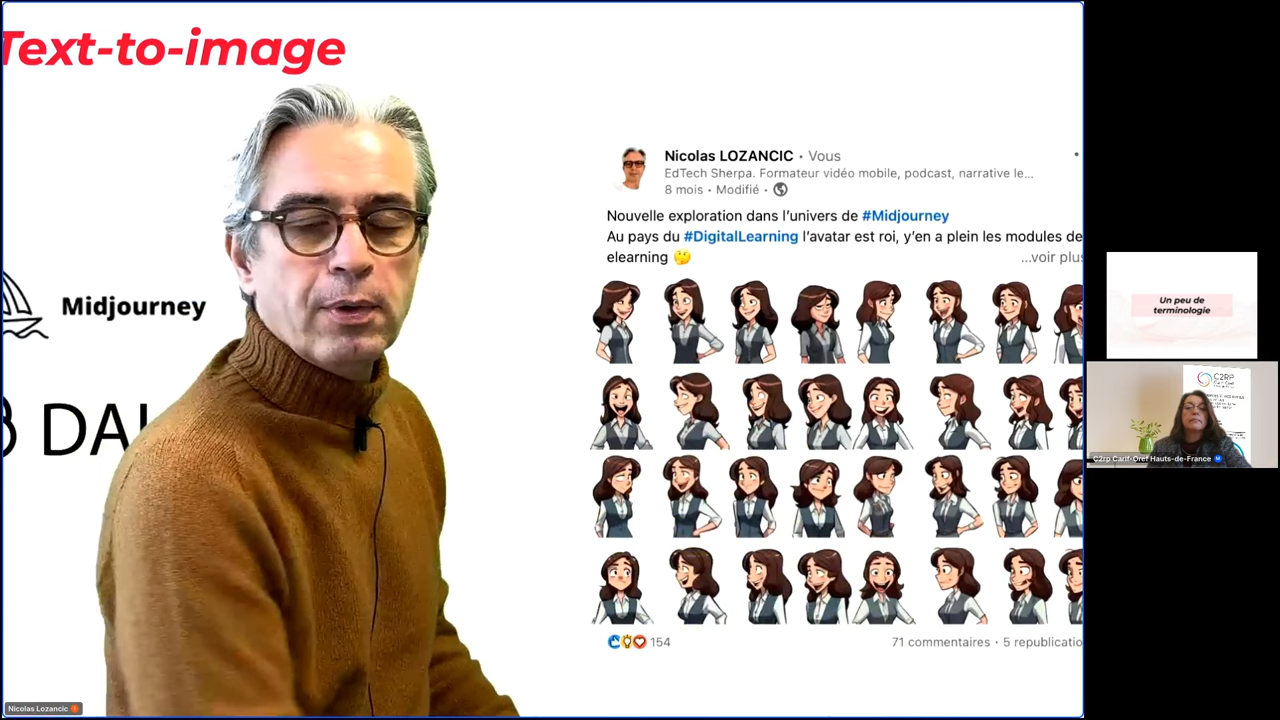 Text-to-image
Midjourney
DAL
Nicolas LOZANCIC • Vous
EdTech Sherpa. Formateur vidéo mobile, podcast, narrative le...
8 mois • Modifié •
Nouvelle exploration dans l'univers de #Midjourney
Au pays du #DigitalLearning l'avatar est roi, y'en a plein les modules de
elearning 🤔
...voir plus
154
71 commentaires • 5 republicatio
Nicolas Lozancic
Un peu de
terminologie
C2RP
C2rp Carif-Oref Hauts-de-France